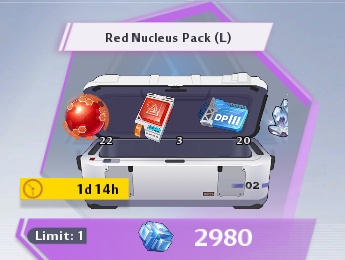 Red Nucleus Pack (L)
DPIII
22
3
20
02
1d 14h
Limit: 1
2980